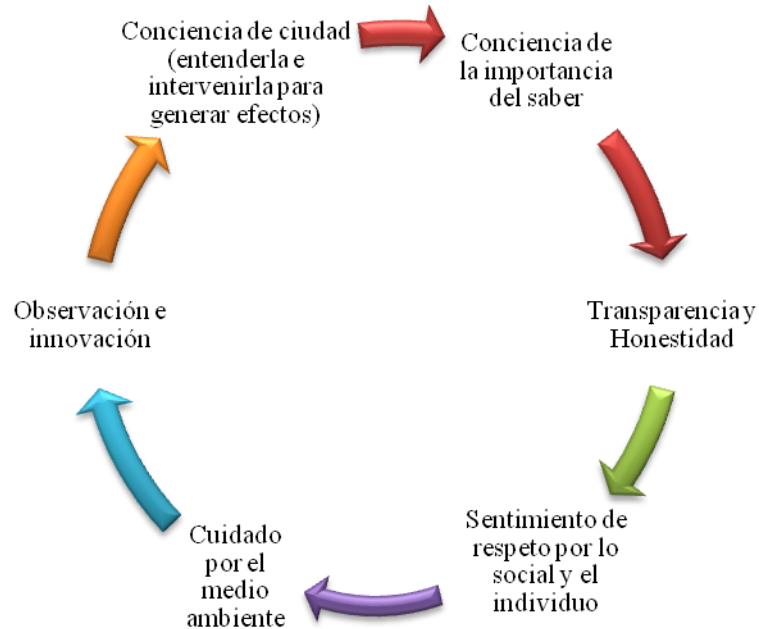 Conciencia de ciudad
(entenderla e
intervenirla para
generar efectos)
Conciencia de
la importancia
del saber
Transparencia y
Honestidad
Sentimiento de
respeto por lo
social y el
individuo
Cuidado
por el
medio
ambiente
Observación e
innovación